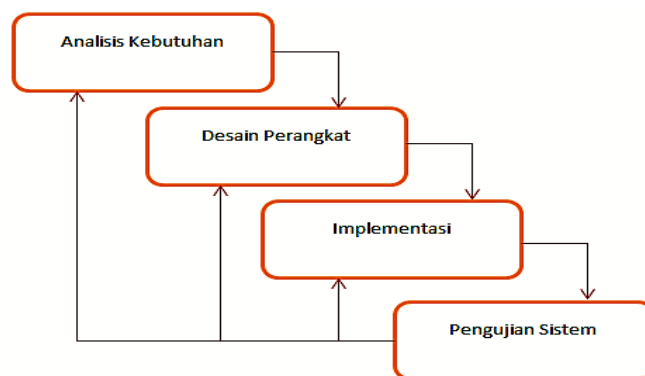 Analisis Kebutuhan
Desain Perangkat
Implementasi
Pengujian Sistem